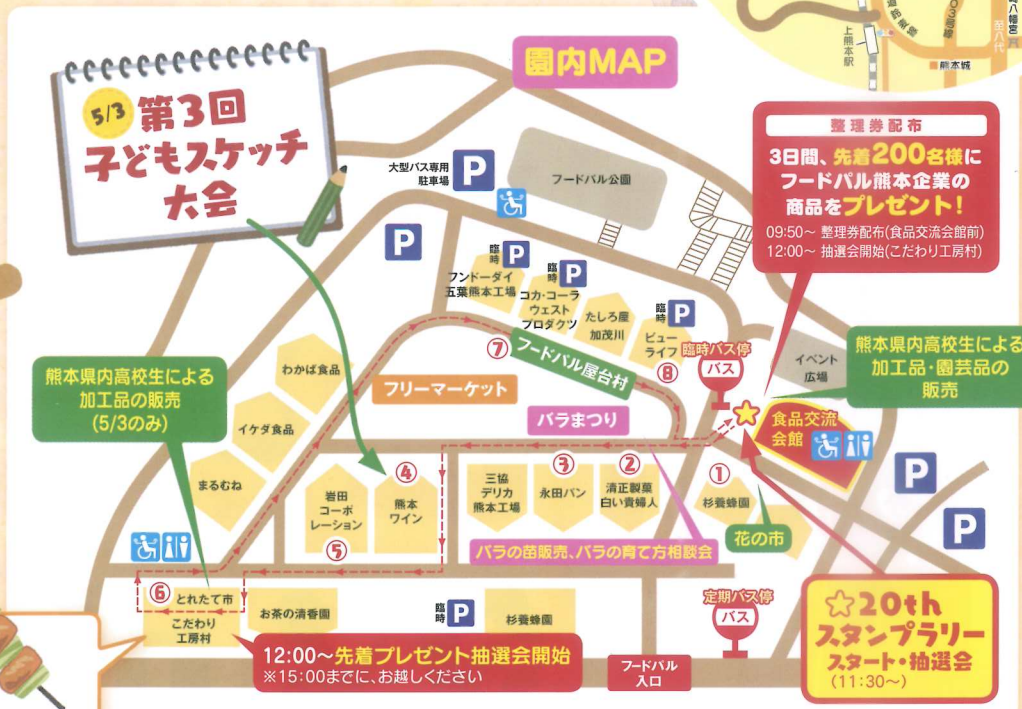 園内MAP
5/3 第3回
子どもスケッチ
大会
上熊本駅
熊本城
至八代
整理券配布
3日間、先着200名様に
フードパル熊本企業の
商品をプレゼント!
09:50~ 整理券配布(食品交流会館前)
12:00~ 抽選会開始(こだわり工房村)
大型バス専用
駐車場
P
フードパル公園
P
臨時 P
フンドーダイ
五葉熊本工場
臨時 P
コカ・コーラ
ウェスト
プロダクツ
たしろ屋
加茂川
臨時 P
ビュー
ライフ
⑦
フードパル屋台村
⑧
臨時バス停
バス
イベント
広場
熊本県内高校生による
加工品・園芸品の
販売
食品交流
会館
熊本県内高校生による
加工品の販売
(5/3のみ)
わかば食品
イケダ食品
まるむね
フリーマーケット
バラまつり
岩田
コーポ
レーション
⑤
④
熊本
ワイン
三協
デリカ
熊本工場
③
永田パン
②
清正製菓
白い貴婦人
①
杉養蜂園
花の市
P
P
バラの苗販売、バラの育て方相談会
⑥
とれたて市
こだわり
工房村
お茶の清香園
臨時 P
杉養蜂園
定期バス停
バス
12:00~先着プレゼント抽選会開始
※15:00までに、お越しください
フードパル
入口
☆20th
スタンプラリー
スタート・抽選会
(11:30~)